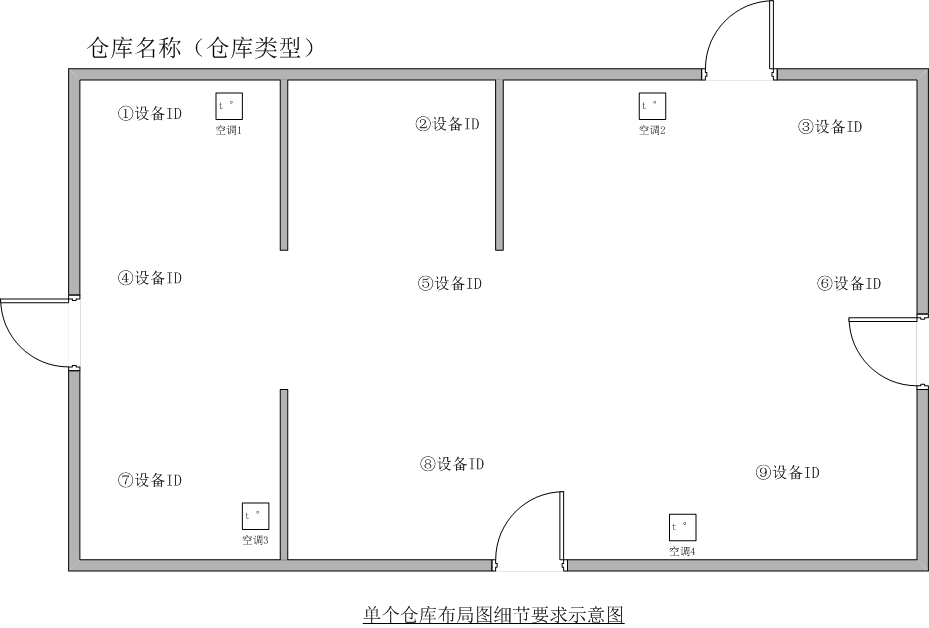 仓库名称（仓库类型）
①设备ID
t °
空调1
②设备ID
t °
空调2
③设备ID
④设备ID
⑤设备ID
⑥设备ID
⑦设备ID
⑧设备ID
⑨设备ID
t °
空调3
t °
空调4
单个仓库布局图细节要求示意图